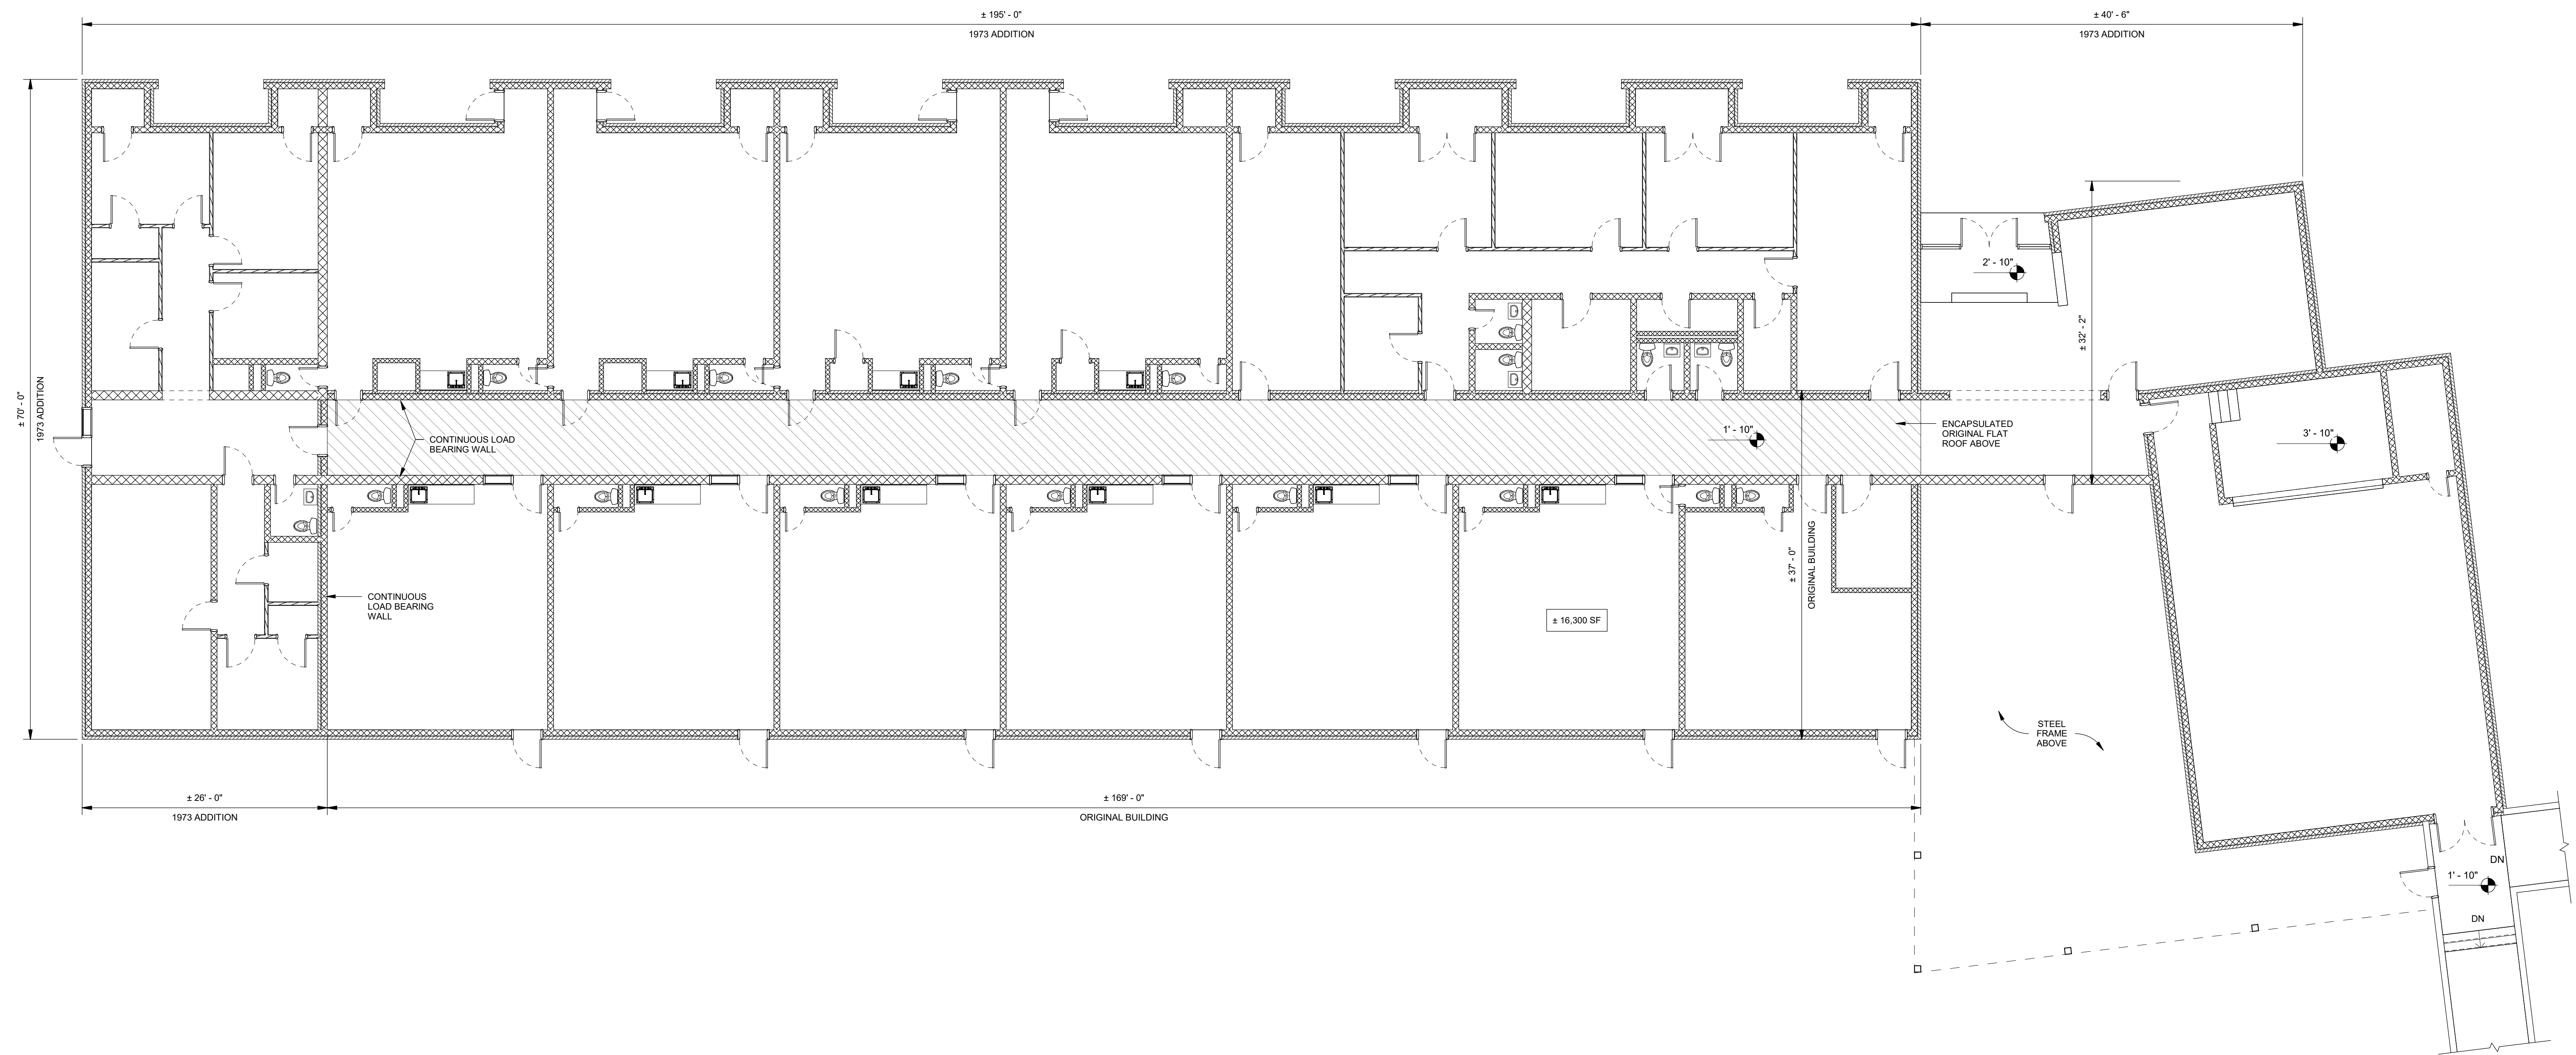 ± 195' - 0"
1973 ADDITION
± 40' - 6"
1973 ADDITION
± 70' - 0"
1973 ADDITION
2' - 10"
± 32' - 2"
CONTINUOUS LOAD
BEARING WALL
1' - 10"
ENCAPSULATED
ORIGINAL FLAT
ROOF ABOVE
3' - 10"
± 37' - 0"
ORIGINAL BUILDING
CONTINUOUS
LOAD BEARING
WALL
± 16,300 SF
STEEL
FRAME
ABOVE
± 26' - 0"
1973 ADDITION
± 169' - 0"
ORIGINAL BUILDING
DN
1' - 10"
DN